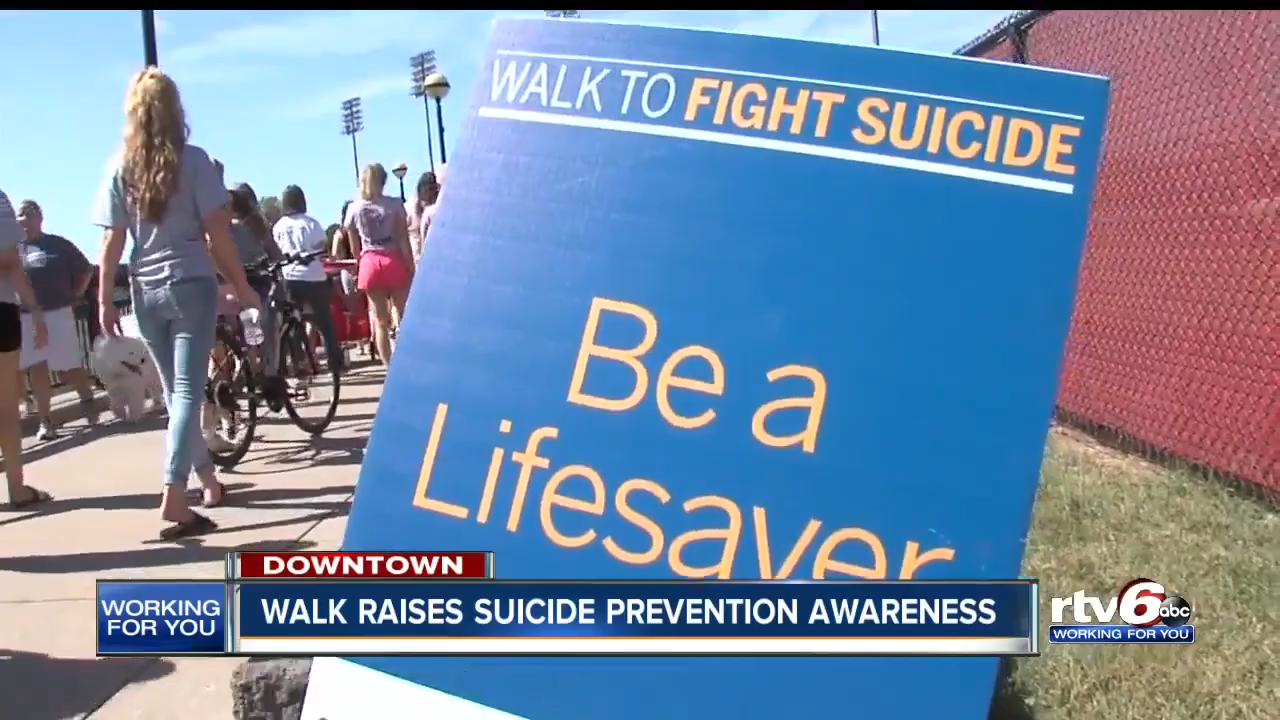 WALK TO FIGHT SUICIDE
Be a
Lifesaver
DOWNTOWN
WORKING
FOR YOU
WALK RAISES SUICIDE PREVENTION AWARENESS
rtv6 abc
WORKING FOR YOU